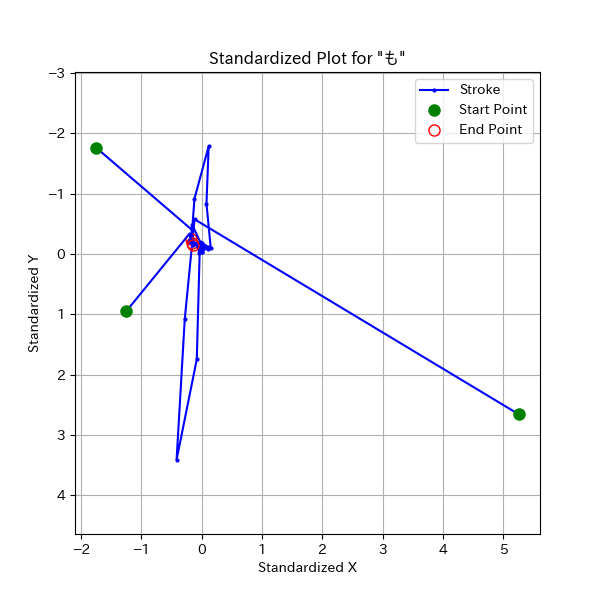 Standardized Plot for "も"
Stroke
Start Point
End Point
−3
−2
−1
0
1
2
3
4
Standardized Y
−2 −1 0 1 2 3 4 5
Standardized X